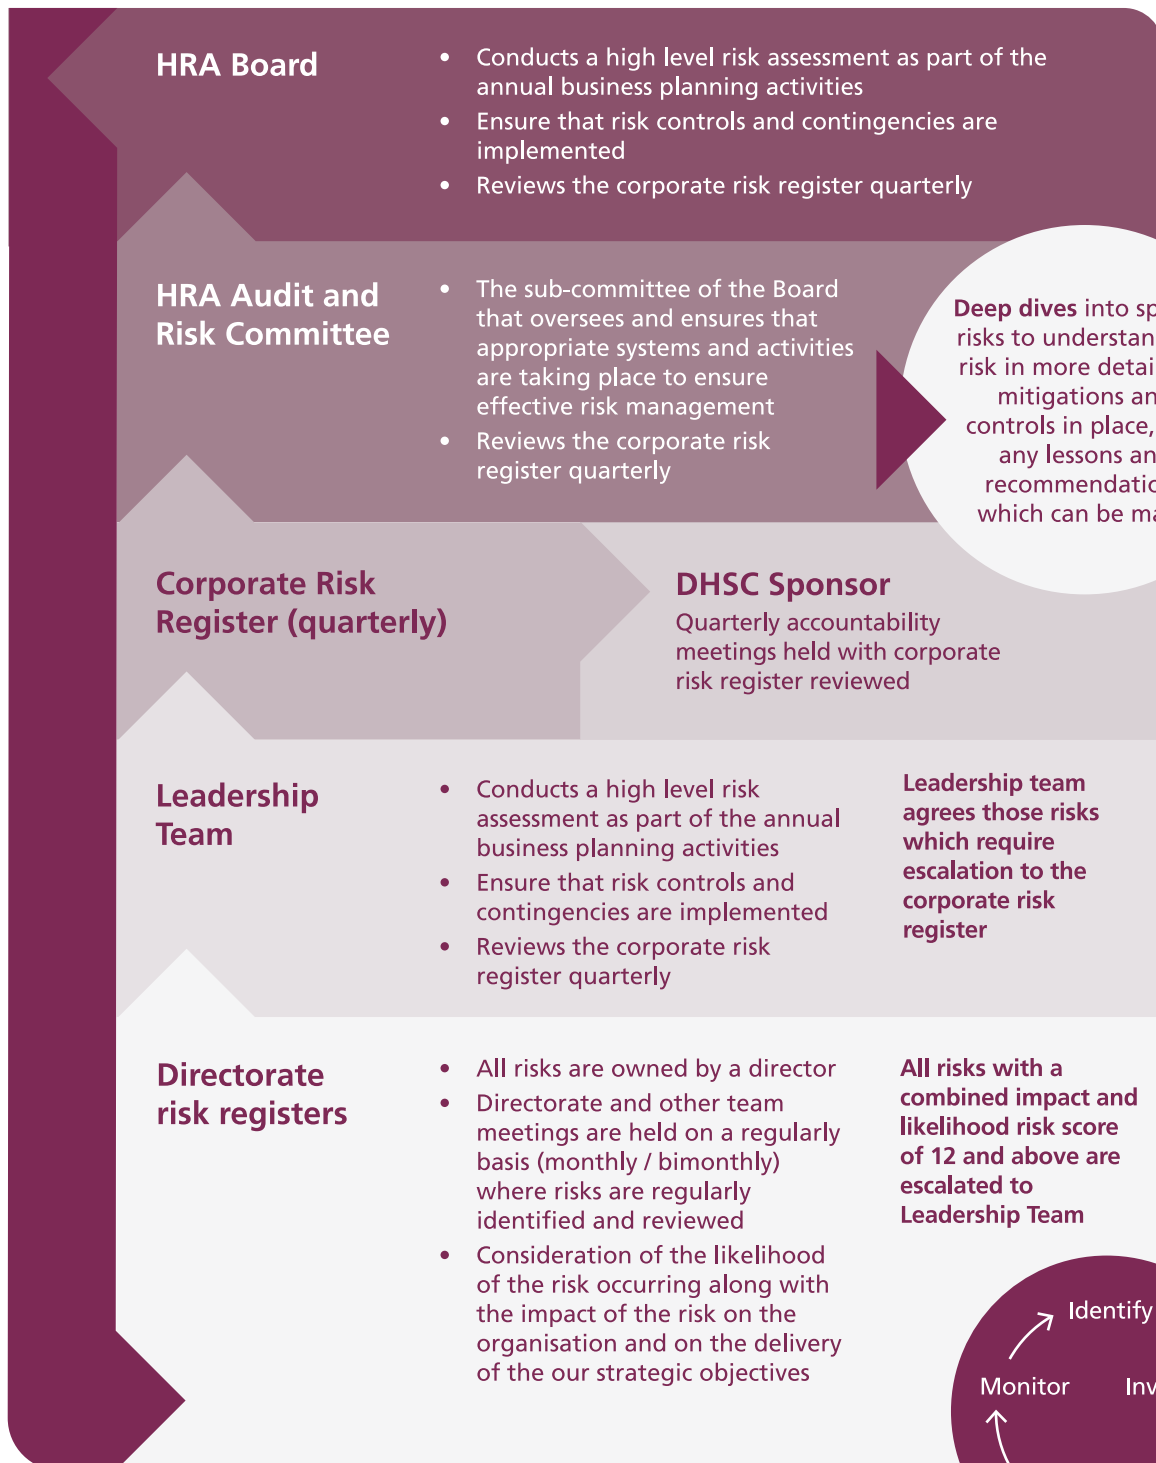 HRA Board
• Conducts a high level risk assessment as part of the
annual business planning activities
• Ensure that risk controls and contingencies are
implemented
• Reviews the corporate risk register quarterly
HRA Audit and
Risk Committee
• The sub-committee of the Board
that oversees and ensures that
appropriate systems and activities
are taking place to ensure
effective risk management
• Reviews the corporate risk
register quarterly
Deep dives into
risks to
risk in more
mitigations
controls in place,
any lessons
which can be
Corporate Risk
Register (quarterly)
DHSC Sponsor
Quarterly accountability
meetings held with corporate
risk register reviewed
Leadership
Team
• Conducts a high level risk
assessment as part of the annual
business planning activities
• Ensure that risk controls and
contingencies are implemented
• Reviews the corporate risk
register quarterly
Leadership team
agrees those risks
which require
escalation to the
corporate risk
register
Directorate
risk registers
• All risks are owned by a director
• Directorate and other team
meetings are held on a regularly
basis (monthly / bimonthly)
where risks are regularly
identified and reviewed
• Consideration of the likelihood
of the risk occurring along with
the impact of the risk on the
organisation and on the delivery
of the our strategic objectives
All risks with a
combined impact and
likelihood risk score
of 12 and above are
escalated to
Leadership Team
Identify
Monitor